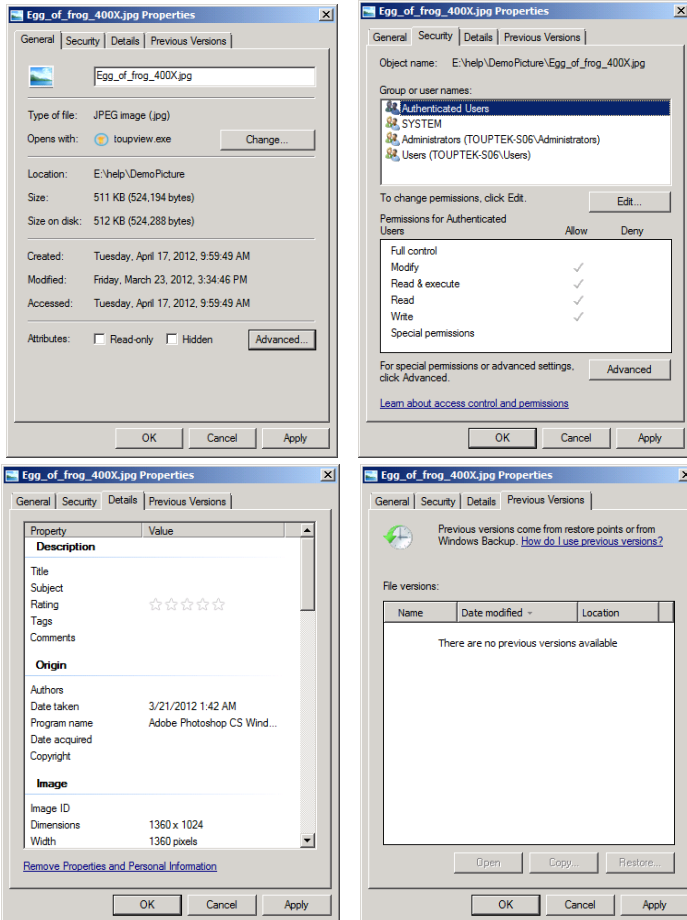 Egg_of_frog_400X.jpg Properties
General Security Details Previous Versions
Egg_of_frog_400X.jpg
Type of file: JPEG image (.jpg)
Opens with: toupview.exe Change...
Location: E:\help\DemoPicture
Size: 511 KB (524,194 bytes)
Size on disk: 512 KB (524,288 bytes)
Created: Tuesday, April 17, 2012, 9:59:49 AM
Modified: Friday, March 23, 2012, 3:34:46 PM
Accessed: Tuesday, April 17, 2012, 9:59:49 AM
Attributes: Read-only Hidden Advanced...
OK Cancel Apply
Egg_of_frog_400X.jpg Properties
General Security Details Previous Versions
Object name: E:\help\DemoPicture\Egg_of_frog_400X.jpg
Group or user names:
Authenticated Users
SYSTEM
Administrators (TOUPTEK-S06\Administrators)
Users (TOUPTEK-S06\Users)
To change permissions, click Edit. Edit...
Permissions for Authenticated
Users Allow Deny
Full control
Modify
Read & execute
Read
Write
Special permissions
For special permissions or advanced settings,
click Advanced. Advanced
Learn about access control and permissions
OK Cancel Apply
Egg_of_frog_400X.jpg Properties
General Security Details Previous Versions
Property Value
Description
Title
Subject
Rating
Tags
Comments
Origin
Authors
Date taken 3/21/2012 1:42 AM
Program name Adobe Photoshop CS Wind...
Date acquired
Copyright
Image
Image ID
Dimensions 1360 x 1024
Width 1360 pixels
Remove Properties and Personal Information
OK Cancel Apply
Egg_of_frog_400X.jpg Properties
General Security Details Previous Versions
Previous versions come from restore points or from
Windows Backup. How do I use previous versions?
File versions:
Name Date modified Location
There are no previous versions available
Open Copy... Restore...
OK Cancel Apply